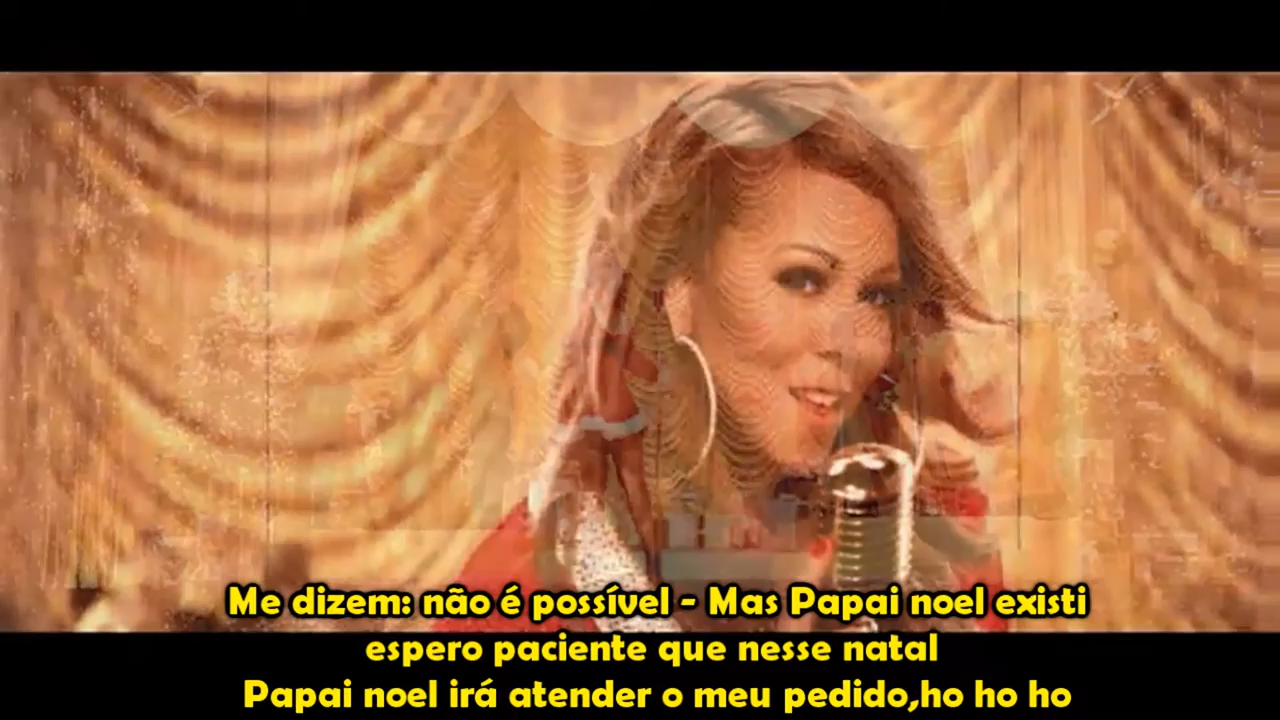 Me dizem: não é possível - Mas Papai noel existi
espero paciente que nesse natal
Papai noel irá atender o meu pedido,ho ho ho